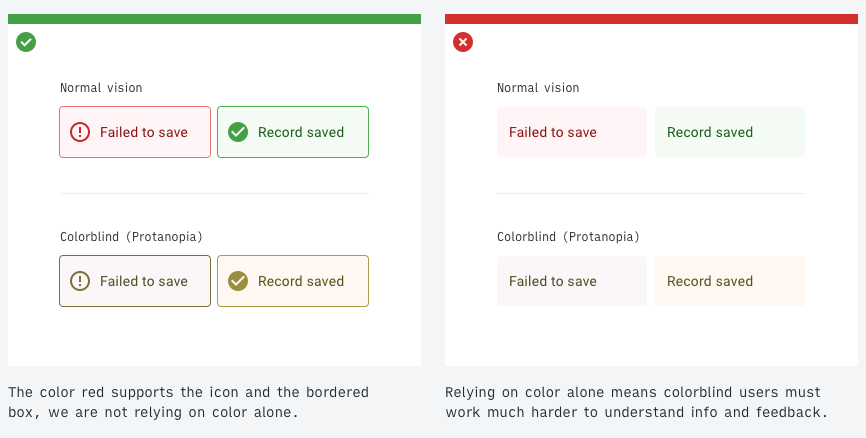 Normal vision
Failed to save
Record saved
Colorblind (Protanopia)
Failed to save
Record saved
The color red supports the icon and the bordered
box, we are not relying on color alone.
Normal vision
Failed to save
Record saved
Colorblind (Protanopia)
Failed to save
Record saved
Relying on color alone means colorblind users must
work much harder to understand info and feedback.